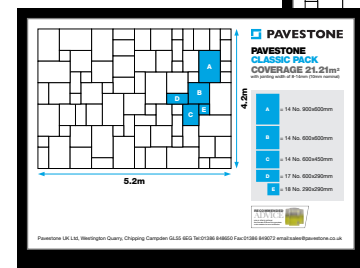 PAVESTONE
PAVESTONE
CLASSIC PACK
COVERAGE 21.21m²
with jointing width of 8-14mm (10mm nominal)
A
B
D
E
C
4.2m
5.2m
A = 14 No. 900x600mm
B = 14 No. 600x600mm
C = 14 No. 600x450mm
D = 17 No. 600x290mm
E = 18 No. 290x290mm
RECOMMENDED
ADVICE
Pavestone UK Ltd, Westington Quarry, Chipping Campden GL55 6EG Tel:01386 848650 Fax:01386 849072 email:sales@pavestone.co.uk